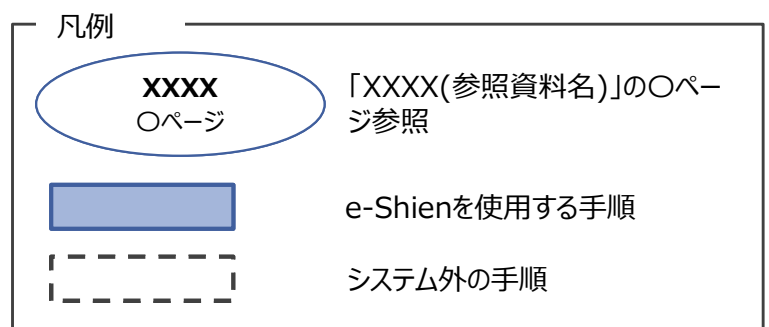 凡例
XXXX
〇ページ
「XXXX(参照資料名)」の〇ペー
ジ参照
e-Shienを使用する手順
システム外の手順